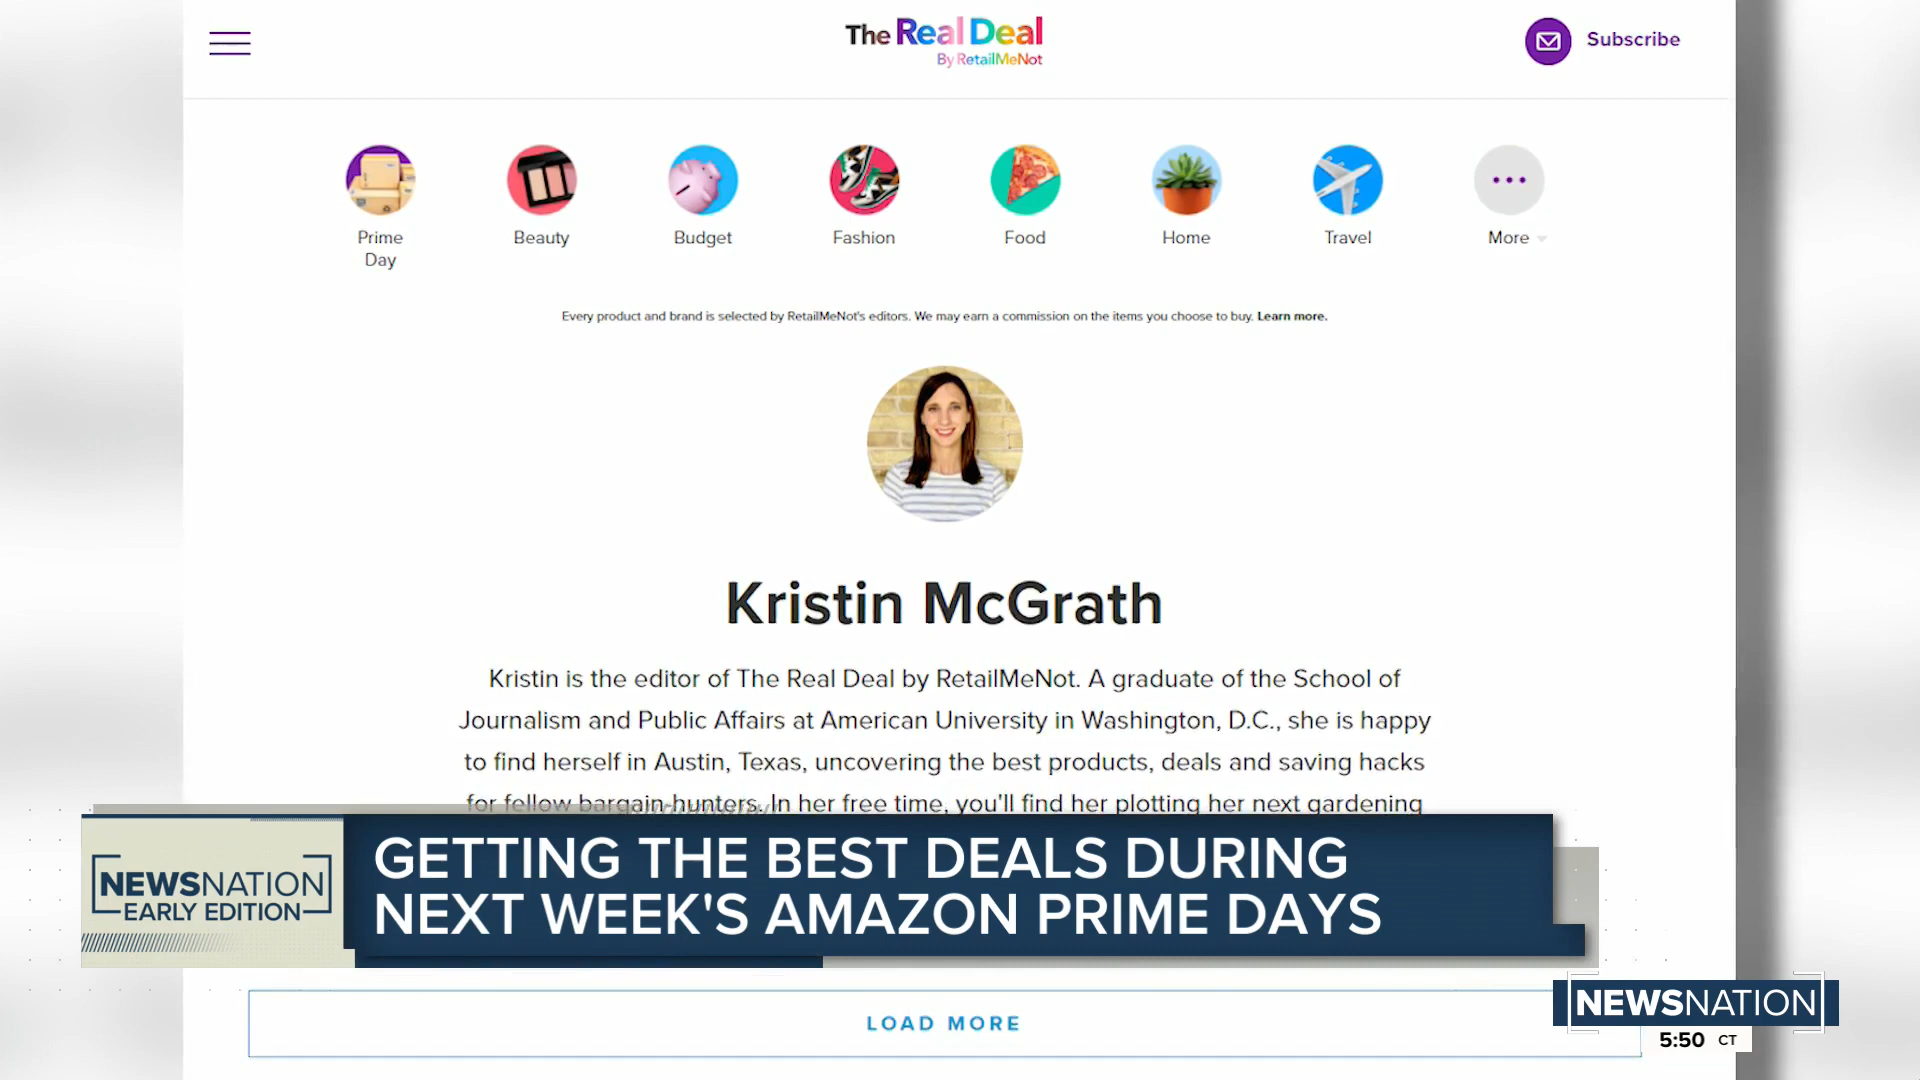 The Real Deal
By RetailMeNot
Subscribe
Prime
Day
Beauty
Budget
Fashion
Food
Home
Travel
More
Every product and brand is selected by RetailMeNot's editors. We may earn a commission on the items you choose to buy. Learn more.
Kristin McGrath
Kristin is the editor of The Real Deal by RetailMeNot. A graduate of the School of
Journalism and Public Affairs at American University in Washington, D.C., she is happy
to find herself in Austin, Texas, uncovering the best products, deals and saving hacks
for fellow bargain hunters. In her free time, you'll find her plotting her next gardening
NEWSNATION
EARLY EDITION
GETTING THE BEST DEALS DURING
NEXT WEEK'S AMAZON PRIME DAYS
LOAD MORE
NEWSNATION
5:50 CT